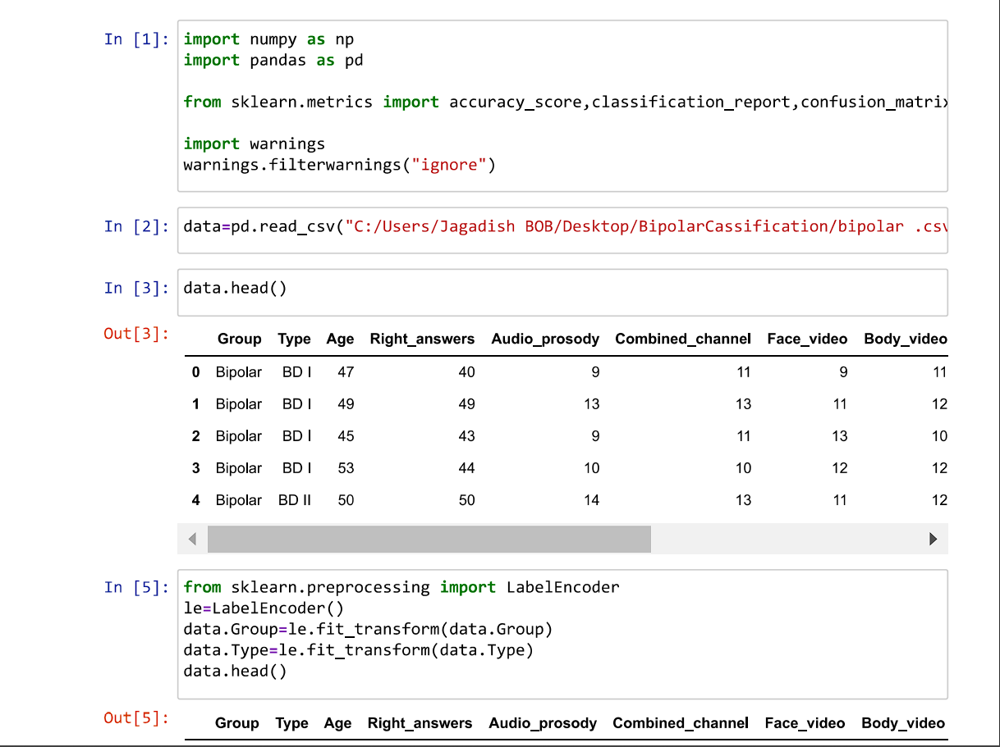 In [1]: import numpy as np
import pandas as pd
from sklearn.metrics import accuracy_score,classification_report,confusion_matrix
import warnings
warnings.filterwarnings("ignore")
In [2]: data=pd.read_csv("C:/Users/Jagadish BOB/Desktop/BipolarCassification/bipolar .csv
In [3]: data.head()
Out[3]: Group Type Age Right_answers Audio_prosody Combined_channel Face_video Body_video
0 Bipolar BD I 47 40 9 11 9 11
1 Bipolar BD I 49 49 13 13 11 12
2 Bipolar BD I 45 43 9 11 13 10
3 Bipolar BD I 53 44 10 10 12 12
4 Bipolar BD II 50 50 14 13 11 12
In [5]: from sklearn.preprocessing import LabelEncoder
le=LabelEncoder()
data.Group=le.fit_transform(data.Group)
data.Type=le.fit_transform(data.Type)
data.head()
Out[5]: Group Type Age Right_answers Audio_prosody Combined_channel Face_video Body_video